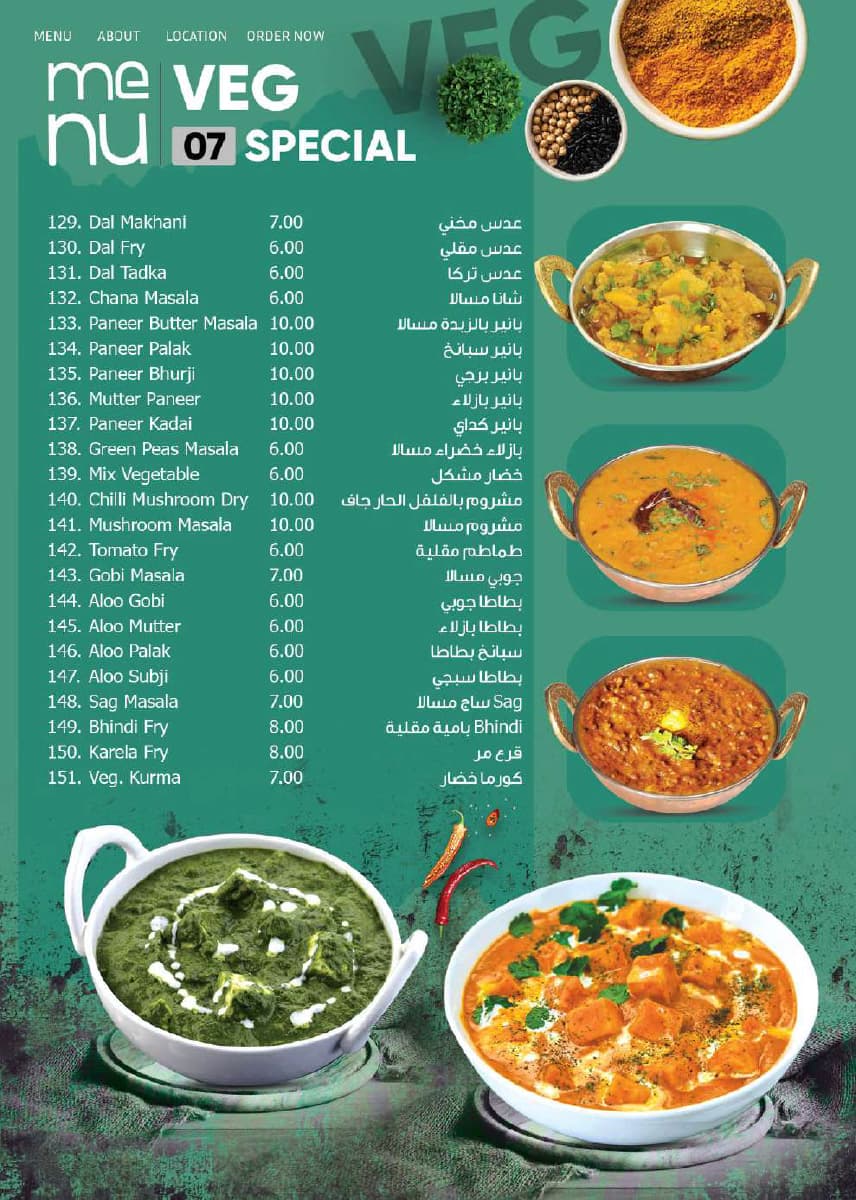 MENU ABOUT LOCATION ORDER NOW
VEG
me
nu
VEG
07 SPECIAL
129. Dal Makhani 7.00 عدس مخني
130. Dal Fry 6.00 عدس مقلي
131. Dal Tadka 6.00 عدس تركا
132. Chana Masala 6.00 شانا مسالا
133. Paneer Butter Masala 10.00 بانير بالزبدة مسالا
134. Paneer Palak 10.00 بانير سبانخ
135. Paneer Bhurji 10.00 بانير برجي
136. Mutter Paneer 10.00 بانير بازلاء
137. Paneer Kadai 10.00 بانير كداي
138. Green Peas Masala 6.00 بازلاء خضراء مسالا
139. Mix Vegetable 6.00 خضار مشكل
140. Chilli Mushroom Dry 10.00 مشروم بالفلفل الحار جاف
141. Mushroom Masala 10.00 مشروم مسالا
142. Tomato Fry 6.00 طماطم مقلية
143. Gobi Masala 7.00 جوبي مسالا
144. Aloo Gobi 6.00 بطاطا جوبي
145. Aloo Mutter 6.00 بطاطا بازلاء
146. Aloo Palak 6.00 سبانخ بطاطا
147. Aloo Subji 6.00 بطاطا سبجي
148. Sag Masala 7.00 Sag ساج مسالا
149. Bhindi Fry 8.00 Bhindi بامية مقلية
150. Karela Fry 8.00 قرع مر
151. Veg. Kurma 7.00 كورما خضار